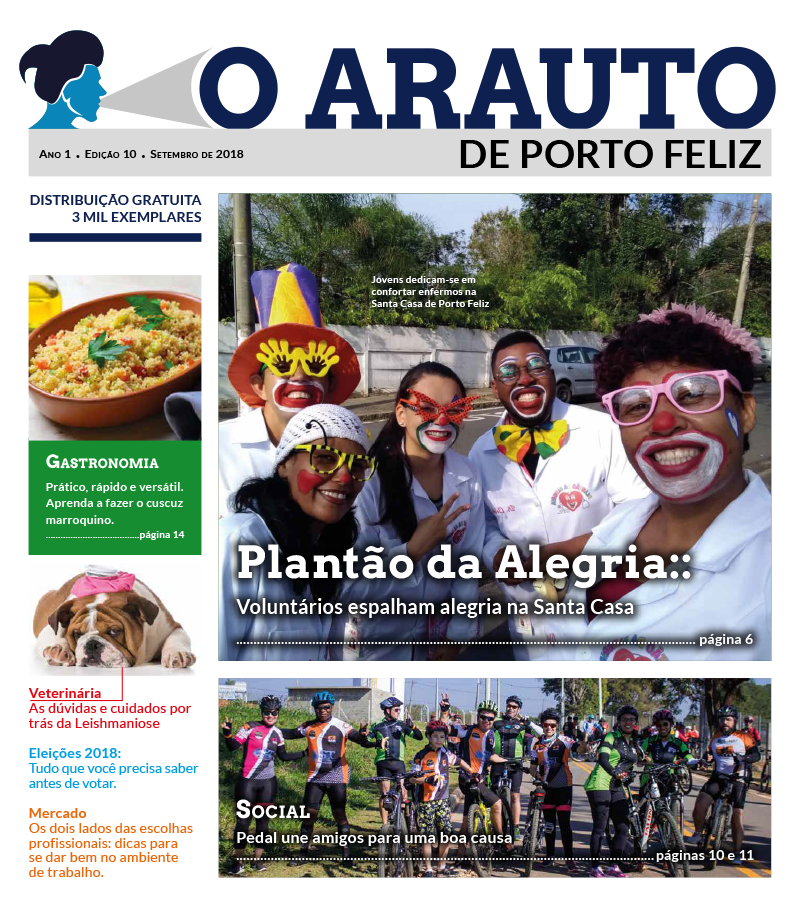 O ARAUTO
DE PORTO FELIZ
Ano 1 • Edição 10 • Setembro de 2018
DISTRIBUIÇÃO GRATUITA
3 MIL EXEMPLARES
Jovens dedicam-se em
confortar enfermos na
Santa Casa de Porto Feliz
Plantão da Alegria::
Voluntários espalham alegria na Santa Casa
página 6
Gastronomia
Prático, rápido e versátil.
Aprenda a fazer o cuscuz
marroquino.
página 14
Veterinária
As dúvidas e cuidados por
trás da Leishmaniose
Eleições 2018:
Tudo que você precisa saber
antes de votar.
Mercado
Os dois lados das escolhas
profissionais: dicas para
se dar bem no ambiente
de trabalho.
Social
Pedal une amigos para uma boa causa
páginas 10 e 11